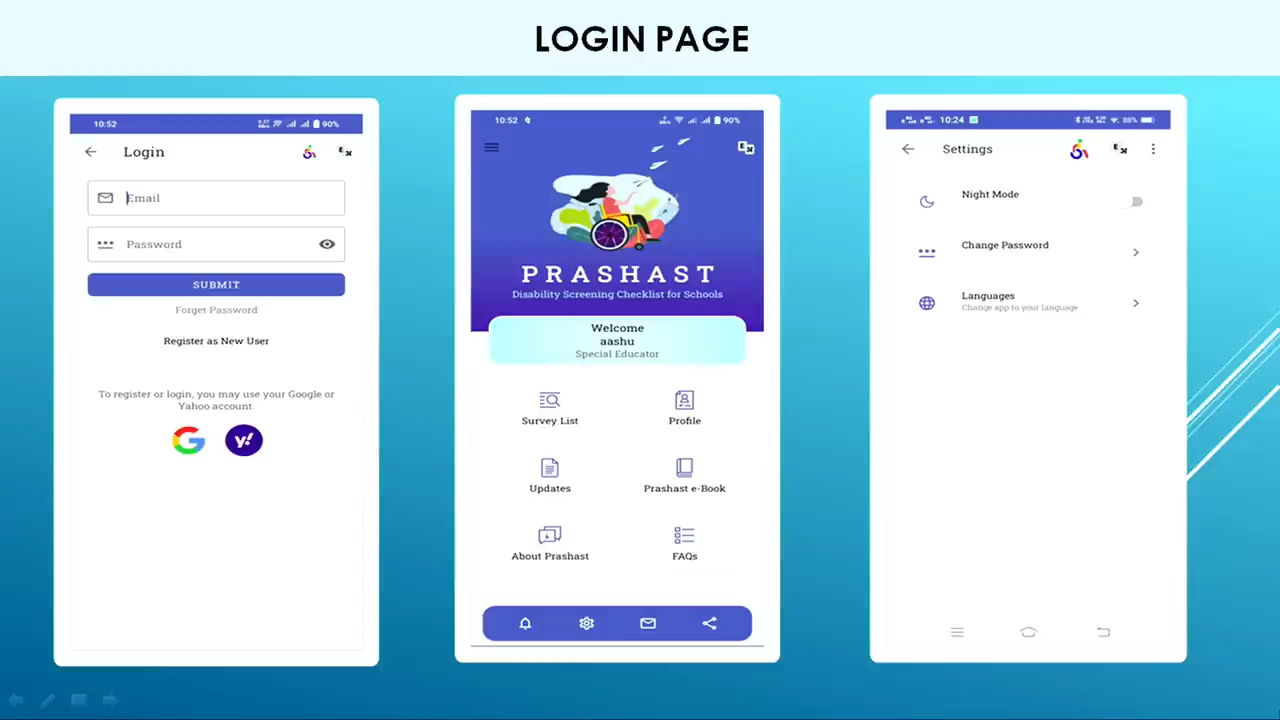 LOGIN PAGE
10:52
90%
Login
Email
Password
SUBMIT
Forget Password
Register as New User
To register or login, you may use your Google or
Yahoo account
y!
10:52
90%
PRASHAST
Disability Screening Checklist for Schools
Welcome
aashu
Special Educator
Survey List
Profile
Updates
Prashast e-Book
About Prashast
FAQs
10:24
88%
Settings
Night Mode
Change Password
Languages
Change app to your language